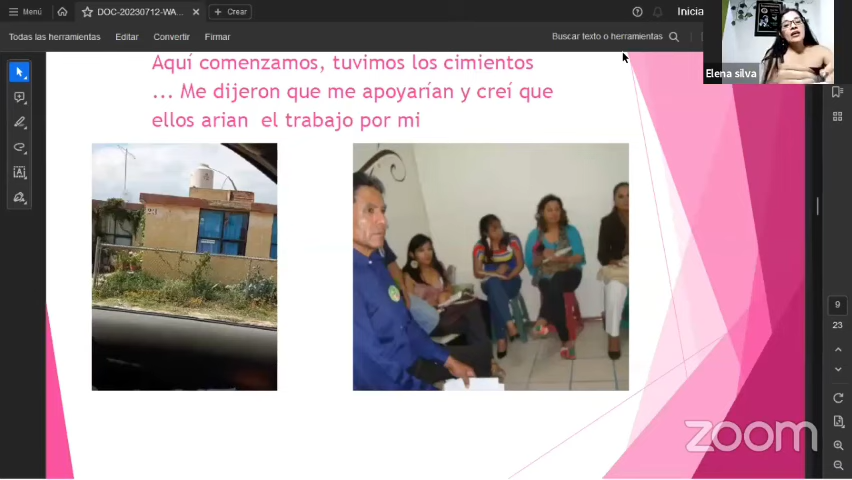 Menú
DOC-20230712-WA...
Crear
Inicia
Todas las herramientas
Editar
Convertir
Firmar
Buscar texto o herramientas
Elena silva
Aquí comenzamos, tuvimos los cimientos
... Me dijeron que me apoyarían y creí que
ellos arian el trabajo por mi
9
23
zoom